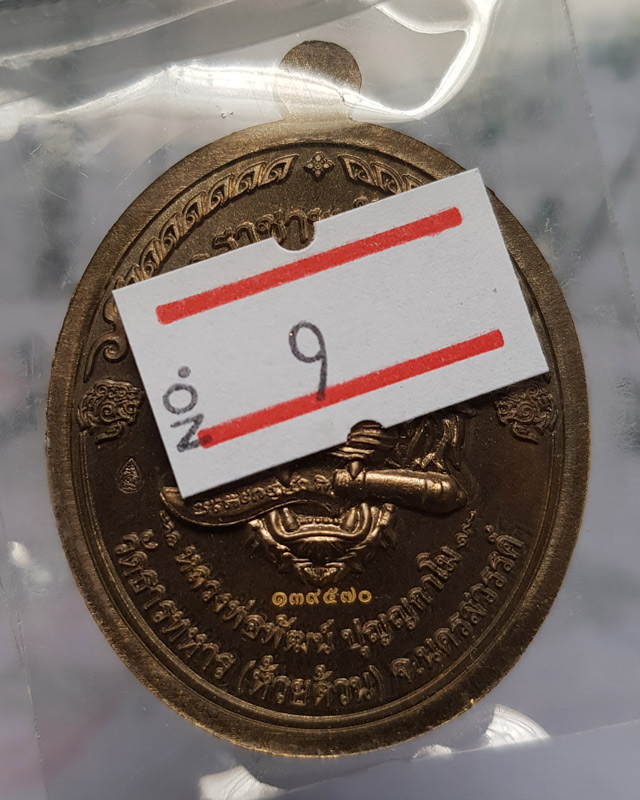 NO.
9
๑๓๙๕๗๐
หลวงพ่อพัฒน์ ปุญญกาโม
วัดธารทหาร (ห้วยด้วน) จ.นครสวรรค์